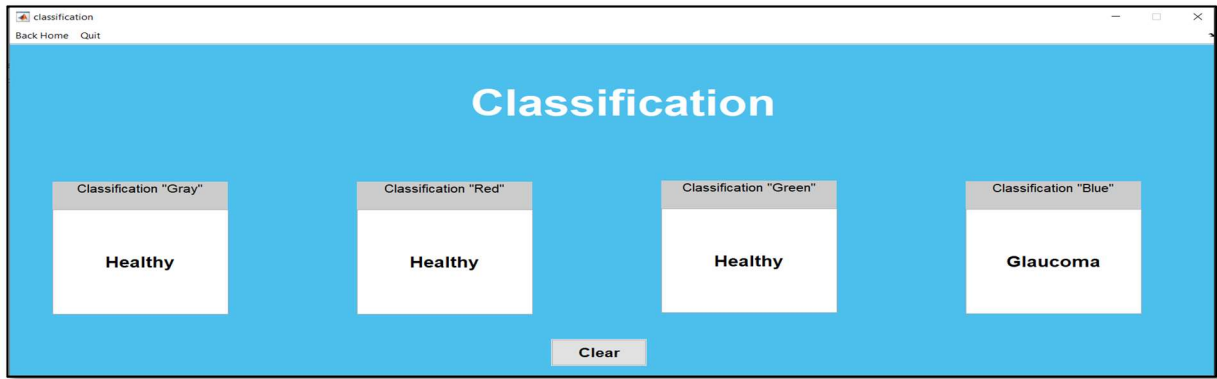 classification
Back Home Quit
Classification
Classification "Gray"
Healthy
Classification "Red"
Healthy
Classification "Green"
Healthy
Classification "Blue"
Glaucoma
Clear